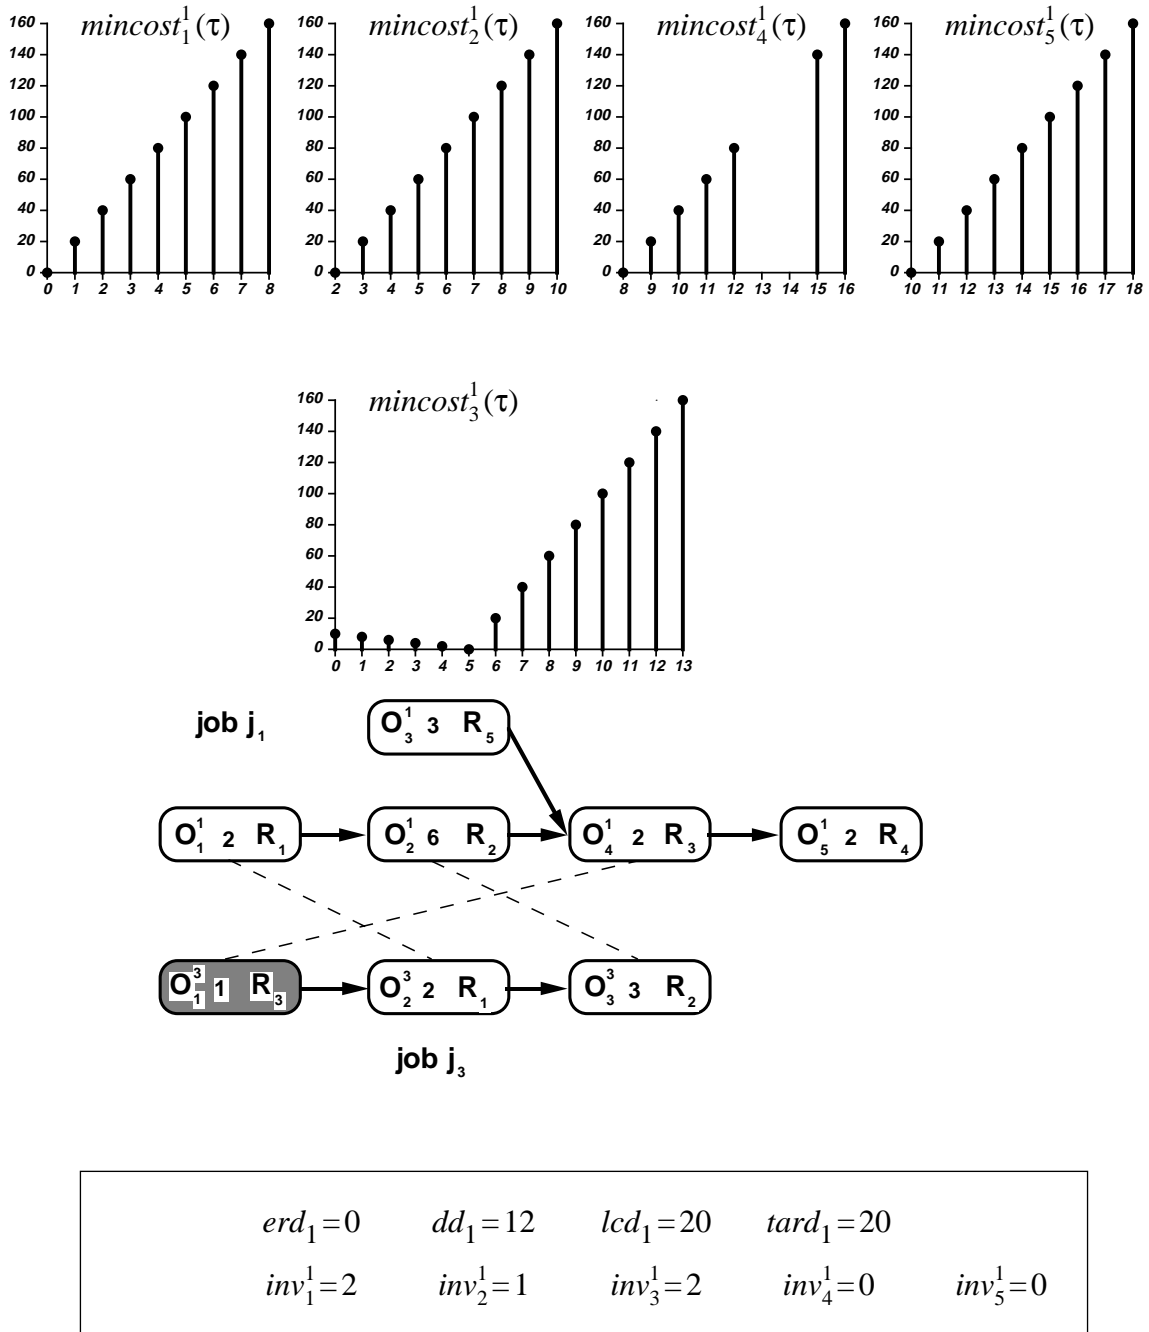 mincost_1^1(τ)
160
140
120
100
80
60
40
20
0
0 1 2 3 4 5 6 7 8
mincost_2^1(τ)
160
140
120
100
80
60
40
20
0
2 3 4 5 6 7 8 9 10
mincost_4^1(τ)
160
140
120
100
80
60
40
20
0
8 9 10 11 12 13 14 15 16
mincost_5^1(τ)
160
140
120
100
80
60
40
20
0
10 11 12 13 14 15 16 17 18
mincost_3^1(τ)
160
140
120
100
80
60
40
20
0
0 1 2 3 4 5 6 7 8 9 10 11 12 13
job j_1
O_3^1 3 R_5
O_1^1 2 R_1
O_2^1 6 R_2
O_4^1 2 R_3
O_5^1 2 R_4
O_1^3 1 R_3
O_2^3 2 R_1
O_3^3 3 R_2
job j_3
erd_1=0 dd_1=12 lcd_1=20 tard_1=20
inv_1^1=2 inv_2^1=1 inv_3^1=2 inv_4^1=0 inv_5^1=0